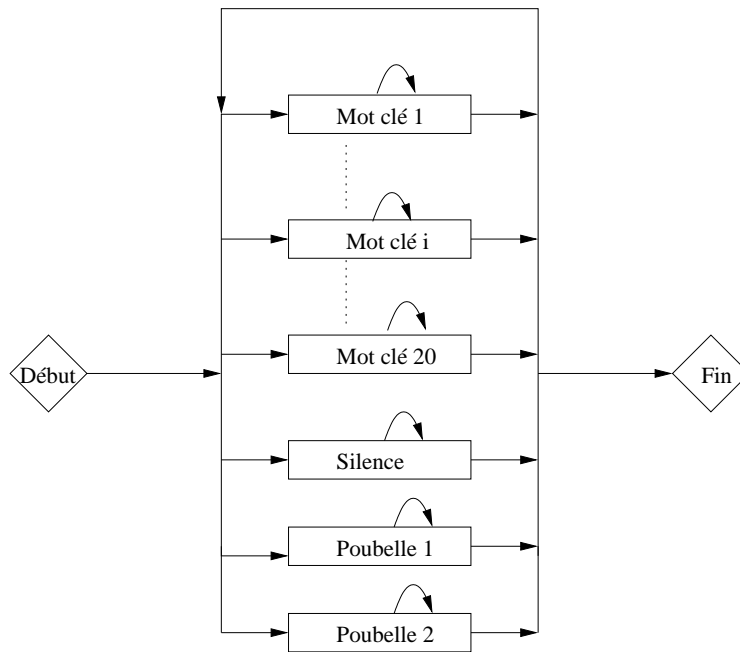 Mot clé 1
Mot clé i
Mot clé 20
Début
Fin
Silence
Poubelle 1
Poubelle 2